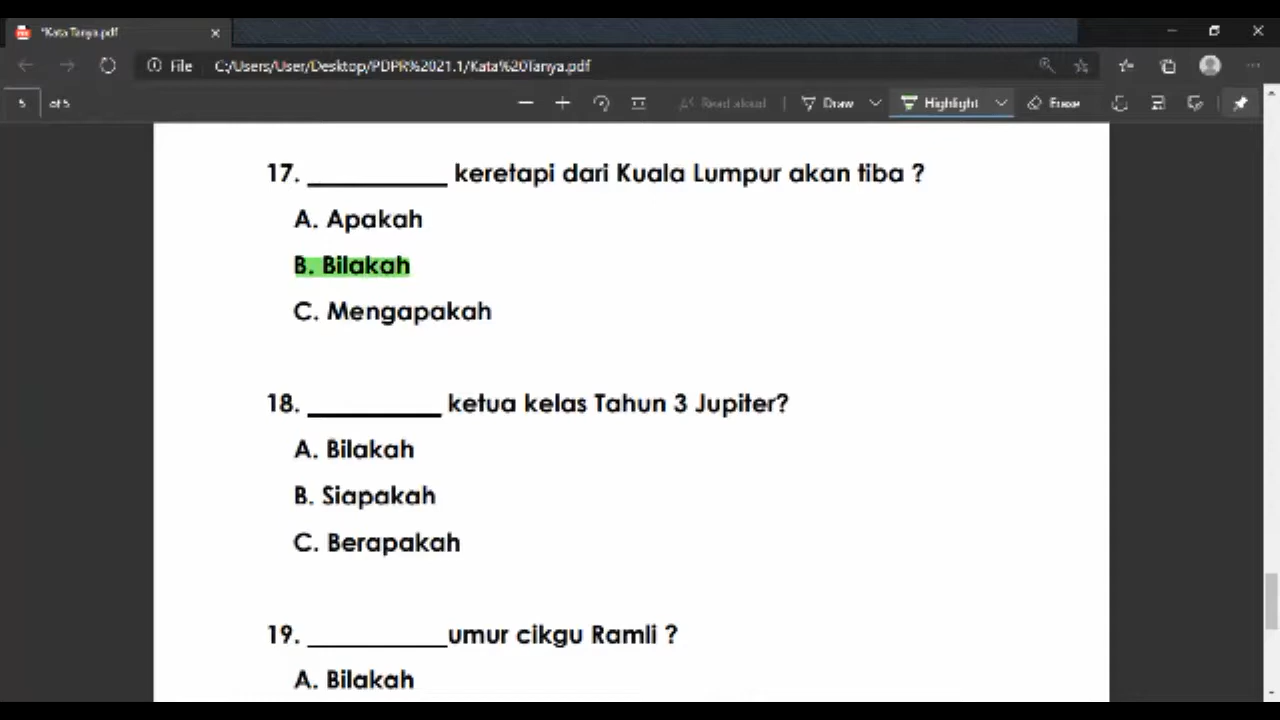 *Kata Tanya.pdf
File C:/Users/User/Desktop/PDPR%2021.1/Kata%20Tanya.pdf
5 of 5 Read aloud Draw Highlight Erase
17. __________ keretapi dari Kuala Lumpur akan tiba ?
A. Apakah
B. Bilakah
C. Mengapakah
18. __________ ketua kelas Tahun 3 Jupiter?
A. Bilakah
B. Siapakah
C. Berapakah
19. __________umur cikgu Ramli ?
A. Bilakah